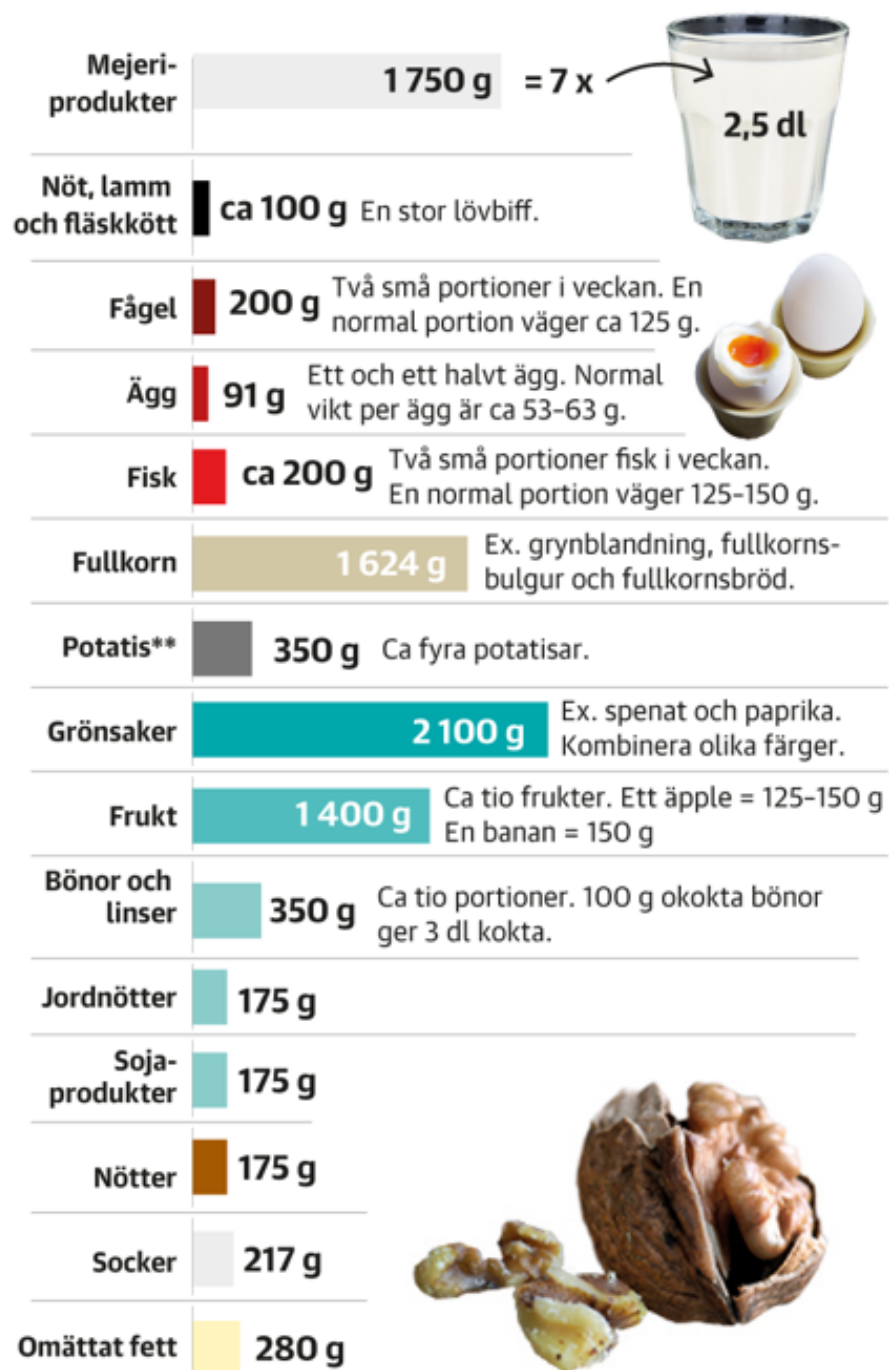 Mejeri-
produkter
1 750 g = 7 x
2,5 dl
Nöt, lamm
och fläskkött
ca 100 g En stor lövbiff.
Fågel
200 g
Två små portioner i veckan. En
normal portion väger ca 125 g.
Ägg
91 g
Ett och ett halvt ägg. Normal
vikt per ägg är ca 53–63 g.
Fisk
ca 200 g
Två små portioner fisk i veckan.
En normal portion väger 125–150 g.
Fullkorn
1 624 g
Ex. grynblandning, fullkorns-
bulgur och fullkornsbröd.
Potatis**
350 g Ca fyra potatisar.
Grönsaker
2 100 g
Ex. spenat och paprika.
Kombinera olika färger.
Frukt
1 400 g
Ca tio frukter. Ett äpple = 125–150 g
En banan = 150 g
Bönor och
linser
350 g
Ca tio portioner. 100 g okokta bönor
ger 3 dl kokta.
Jordnötter
175 g
Soja-
produkter
175 g
Nötter
175 g
Socker
217 g
Omättat fett
280 g